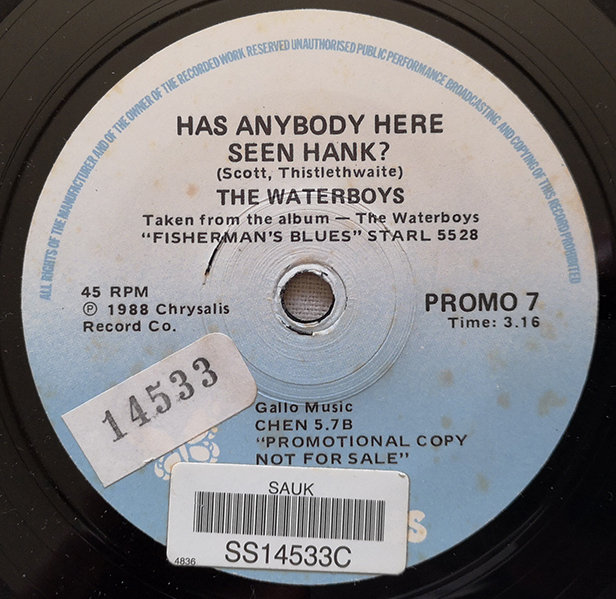 ALL RIGHTS OF THE MANUFACTURER AND OF THE OWNER OF THE RECORDED WORK RESERVED UNAUTHORISED PUBLIC PERFORMANCE BROADCASTING AND COPYING OF THIS RECORD PROHIBITED
HAS ANYBODY HERE
SEEN HANK?
(Scott, Thistlethwaite)
THE WATERBOYS
Taken from the album — The Waterboys
"FISHERMAN'S BLUES" STARL 5528
45 RPM
℗ 1988 Chrysalis
Record Co.
PROMO 7
Time: 3.16
14533
Gallo Music
CHEN 5.7B
"PROMOTIONAL COPY
NOT FOR SALE"
SAUK
4836
SS14533C